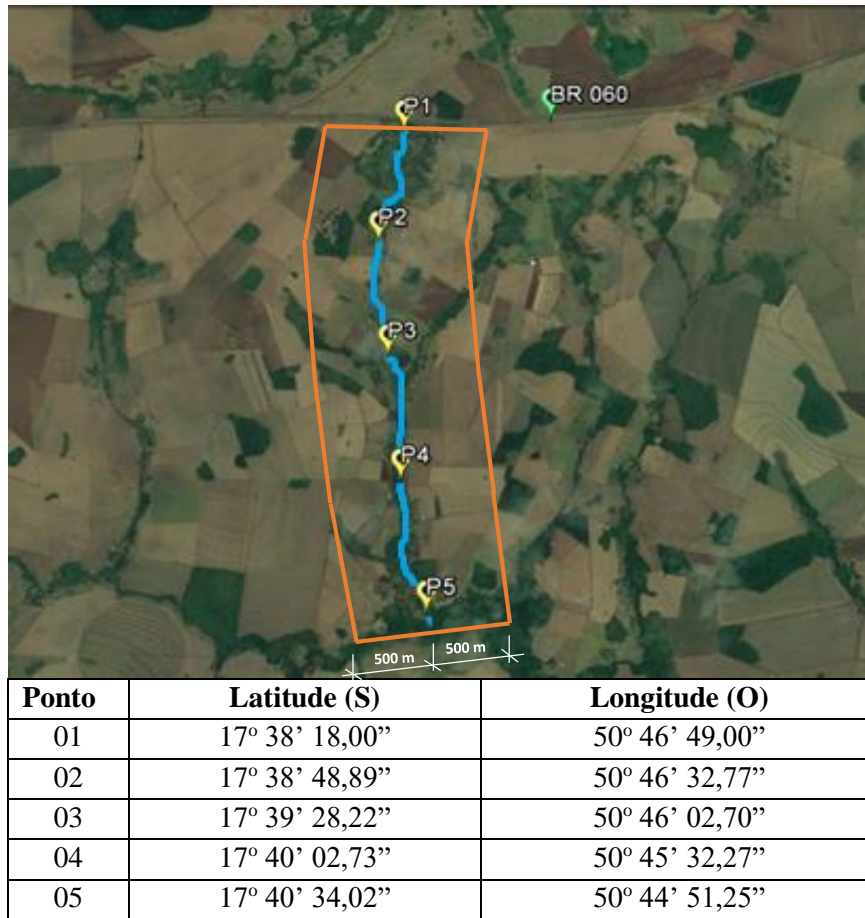 P1
BR 060
P2
P3
P4
P5
500 m 500 m
Ponto Latitude (S) Longitude (O)
01 17º 38’ 18,00” 50º 46’ 49,00”
02 17º 38’ 48,89” 50º 46’ 32,77”
03 17º 39’ 28,22” 50º 46’ 02,70”
04 17º 40’ 02,73” 50º 45’ 32,27”
05 17º 40’ 34,02” 50º 44’ 51,25”